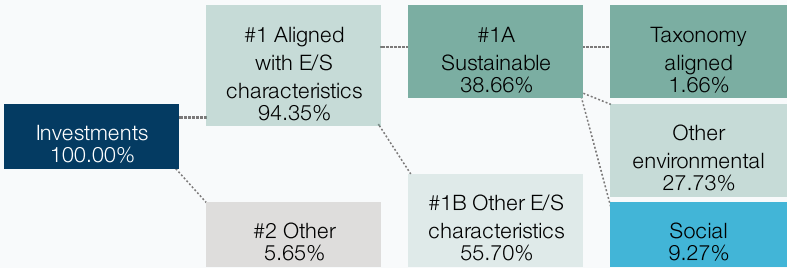 Investments
100.00%
#1 Aligned
with E/S
characteristics
94.35%
#2 Other
5.65%
#1A
Sustainable
38.66%
#1B Other E/S
characteristics
55.70%
Taxonomy
aligned
1.66%
Other
environmental
27.73%
Social
9.27%